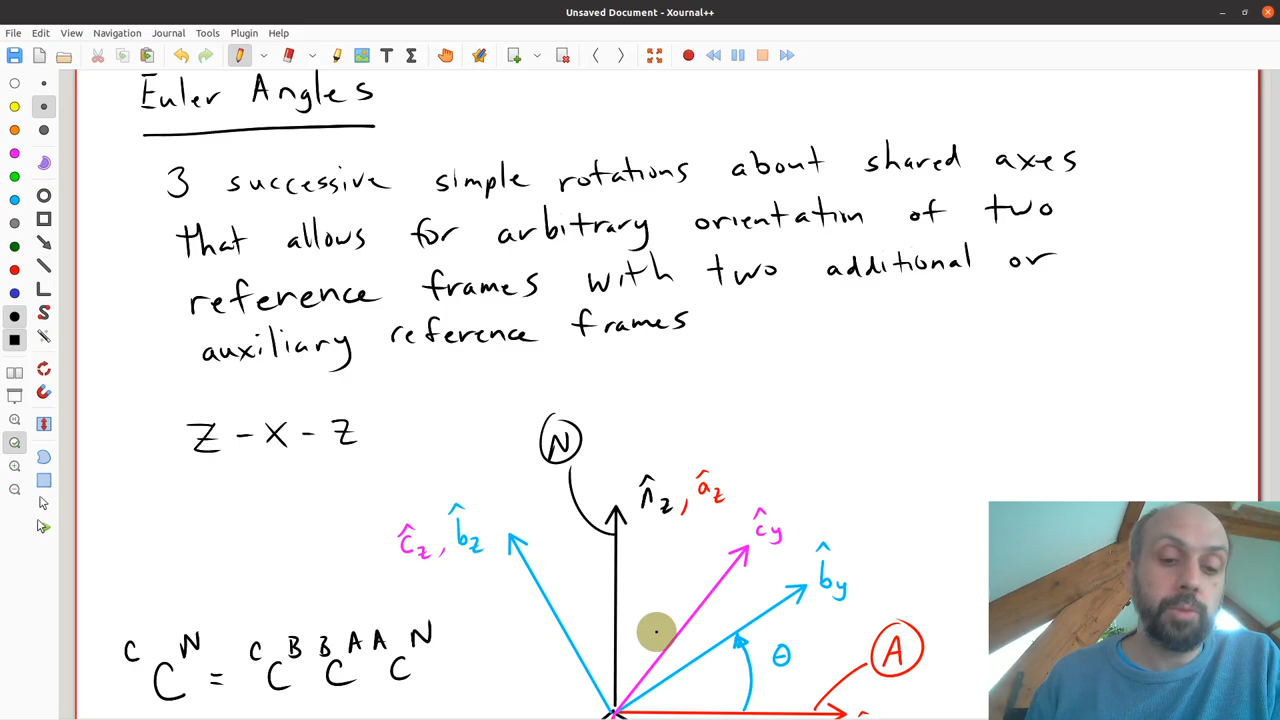 Unsaved Document - Xournal++
File Edit View Navigation Journal Tools Plugin Help
Euler Angles
3 successive simple rotations about shared axes
that allows for arbitrary orientation of two
reference frames with two additional or
auxiliary reference frames
Z - X - Z
N
n̂z, âz
ĉz, b̂z
ĉy
b̂y
θ
A
ᶜCᴺ = ᶜCᴮ ᴮCᴬ ᴬCᴺ